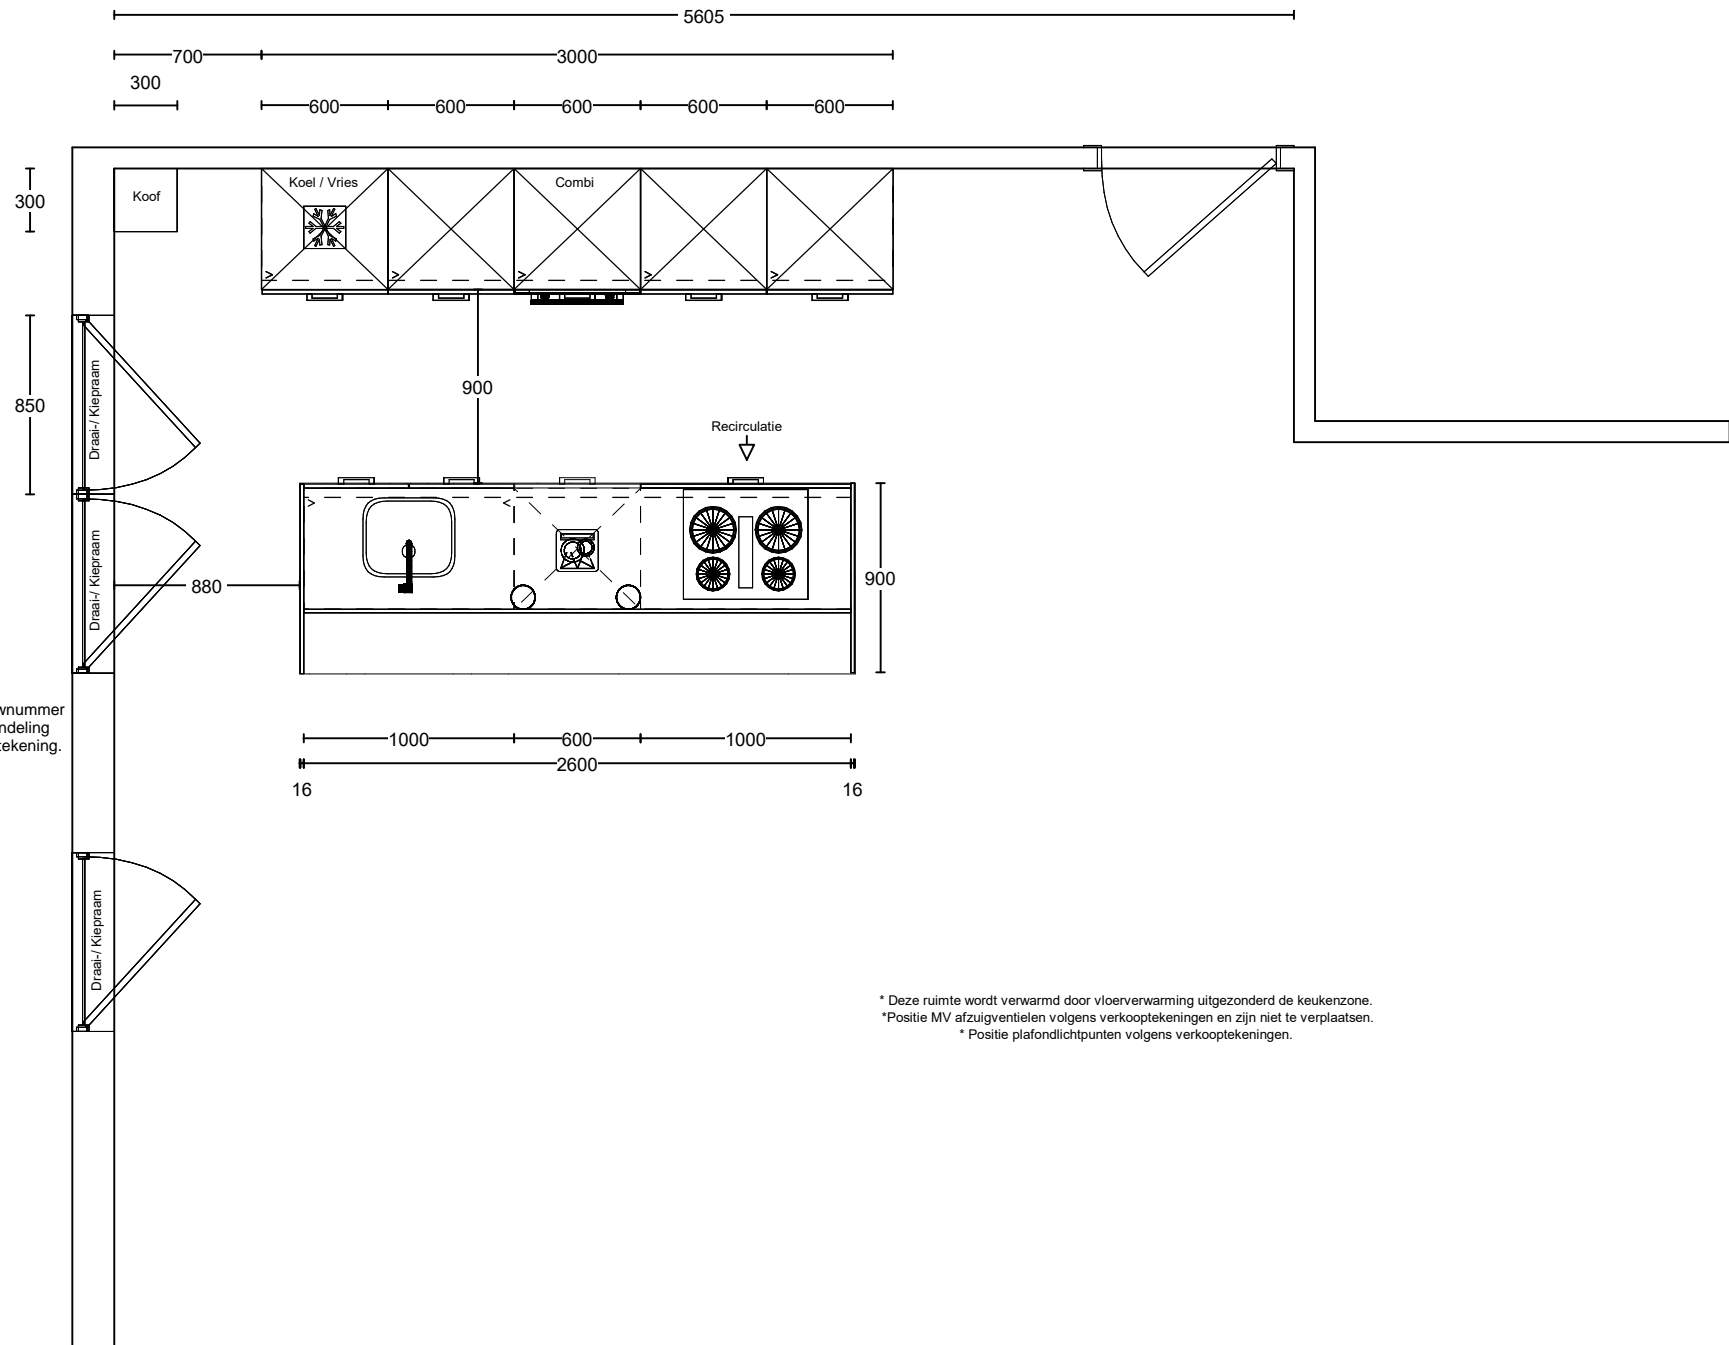 5605
700
3000
300
600
600
600
600
600
300
Koof
Koel / Vries
Combi
850
Draai-/ Kiepraam
900
Recirculatie
Draai-/ Kiepraam
880
900
tekening.
1000
600
1000
2600
16
16
Draai-/ Kiepraam
* Deze ruimte wordt verwarmd door vloerverwarming uitgezonderd de keukenzone.
*Positie MV afzuigventielen volgens verkooptekeningen en zijn niet te verplaatsen.
* Positie plafondlichtpunten volgens verkooptekeningen.